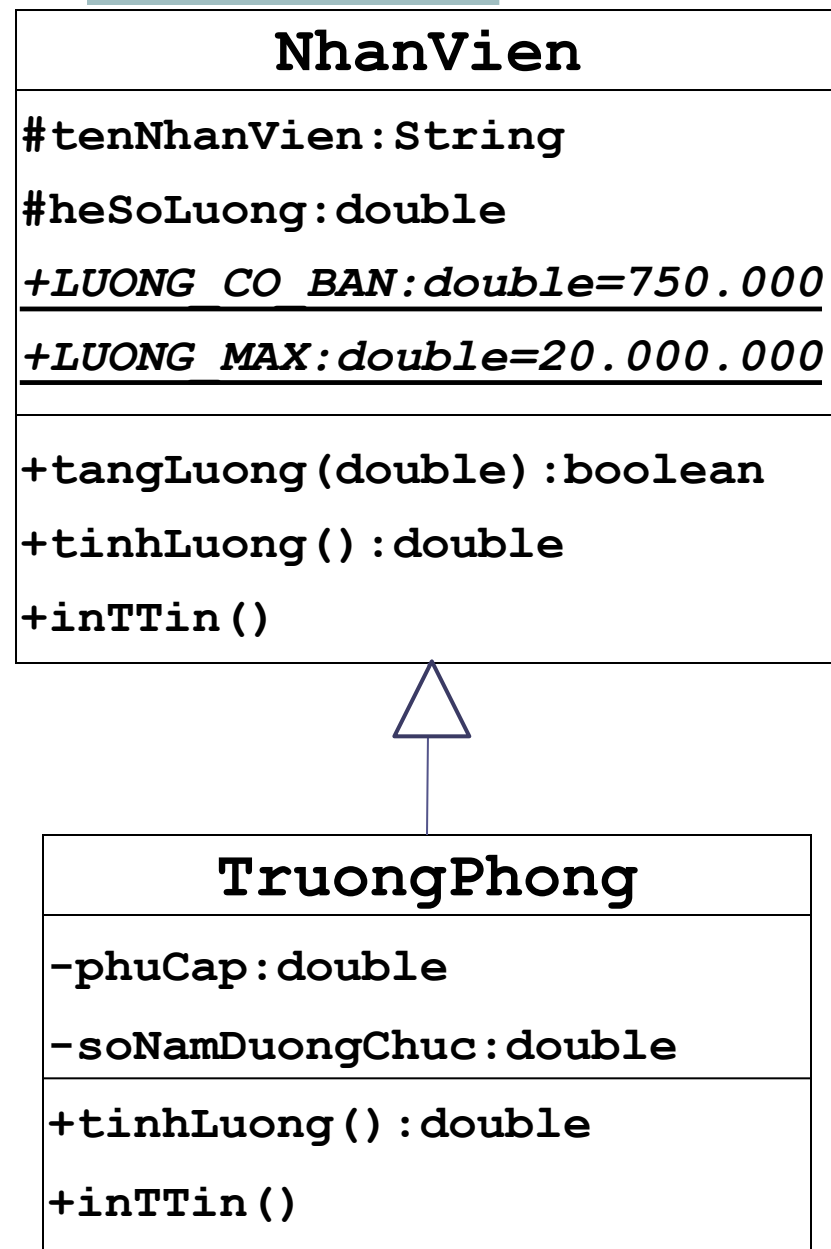 NhanVien
#tenNhanVien:String
#heSoLuong:double
+LUONG_CO_BAN:double=750.000
+LUONG_MAX:double=20.000.000
+tangLuong(double):boolean
+tinhLuong():double
+inTTin()
TruongPhong
-phuCap:double
-soNamDuongChuc:double
+tinhLuong():double
+inTTin()